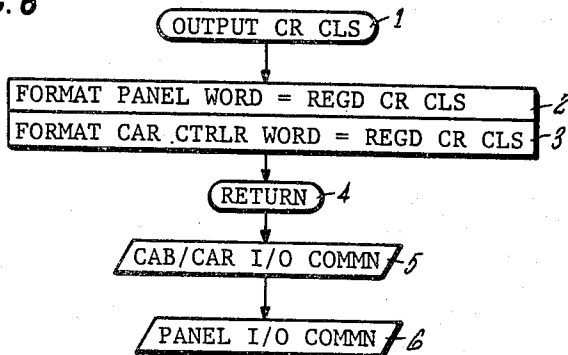 .6
OUTPUT CR CLS 1
FORMAT PANEL WORD = REGD CR CLS 2
FORMAT CAR CTRLR WORD = REGD CR CLS 3
RETURN 4
CAB/CAR I/O COMMN 5
PANEL I/O COMMN 6